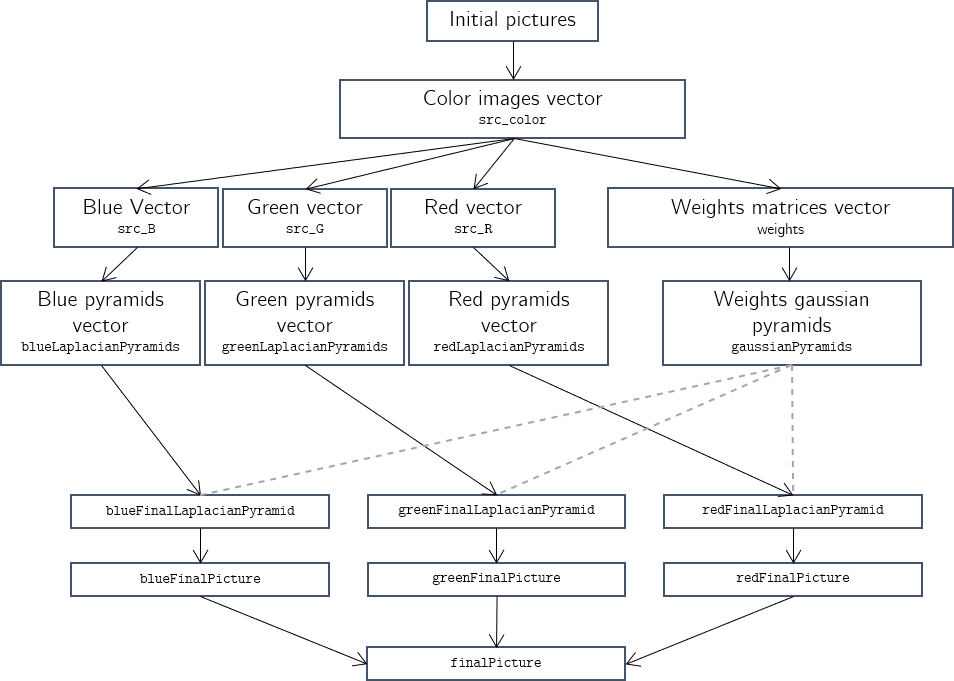 Initial pictures
Color images vector
src_color
Blue Vector
src_B
Green vector
src_G
Red vector
src_R
Weights matrices vector
weights
Blue pyramids
vector
blueLaplacianPyramids
Green pyramids
vector
greenLaplacianPyramids
Red pyramids
vector
redLaplacianPyramids
Weights gaussian
pyramids
gaussianPyramids
blueFinalLaplacianPyramid
greenFinalLaplacianPyramid
redFinalLaplacianPyramid
blueFinalPicture
greenFinalPicture
redFinalPicture
finalPicture